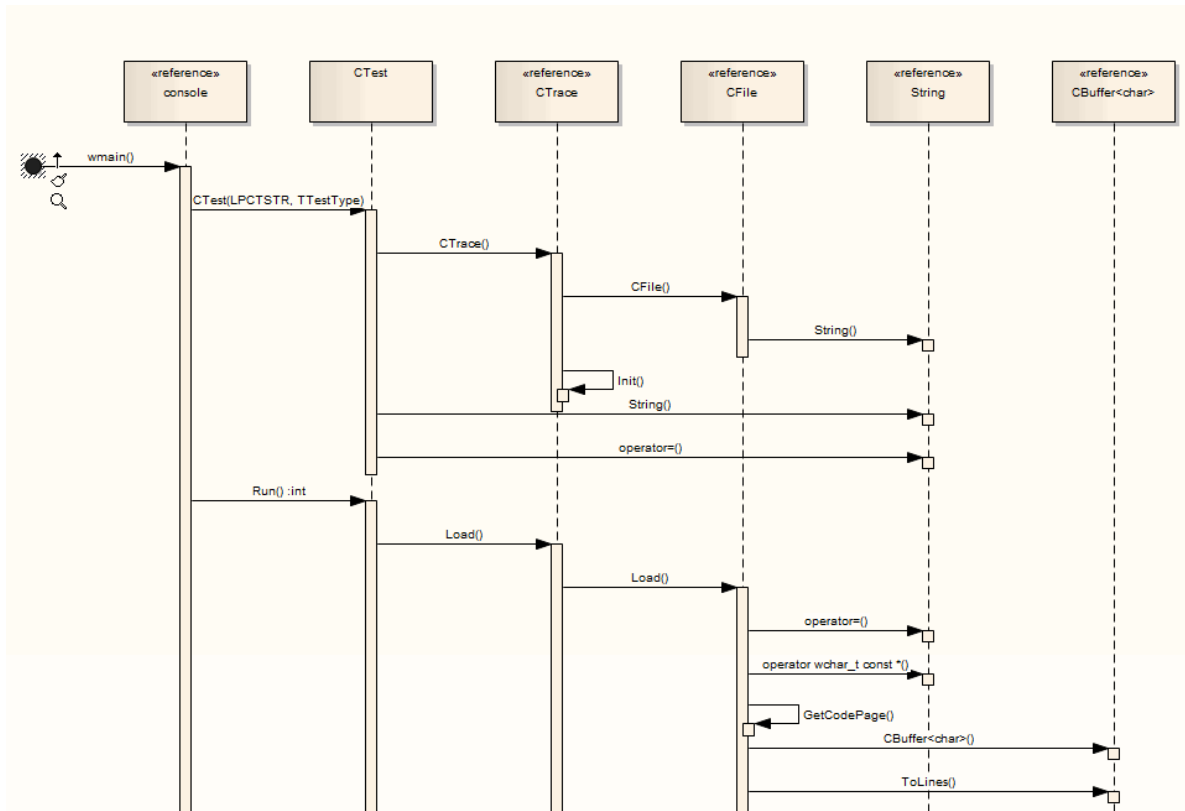 «reference»
console
CTest
«reference»
CTrace
«reference»
CFile
«reference»
String
«reference»
CBuffer<char>
wmain()
CTest(LPCTSTR, TTestType)
CTrace()
CFile()
String()
Init()
String()
operator=()
Run() :int
Load()
Load()
operator=()
operator wchar_t const *()
GetCodePage()
CBuffer<char>()
ToLines()